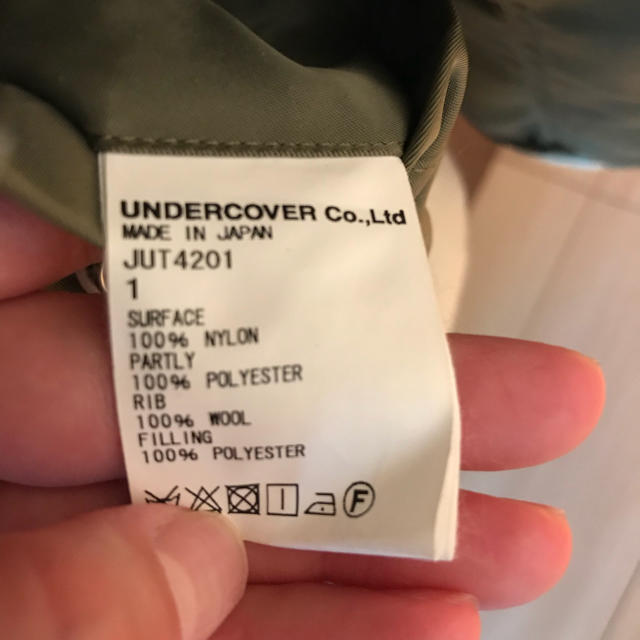 UNDERCOVER Co.,Ltd
MADE IN JAPAN
JUT4201
1
SURFACE
100% NYLON
PARTLY
100% POLYESTER
RIB
100% WOOL
FILLING
100% POLYESTER
F